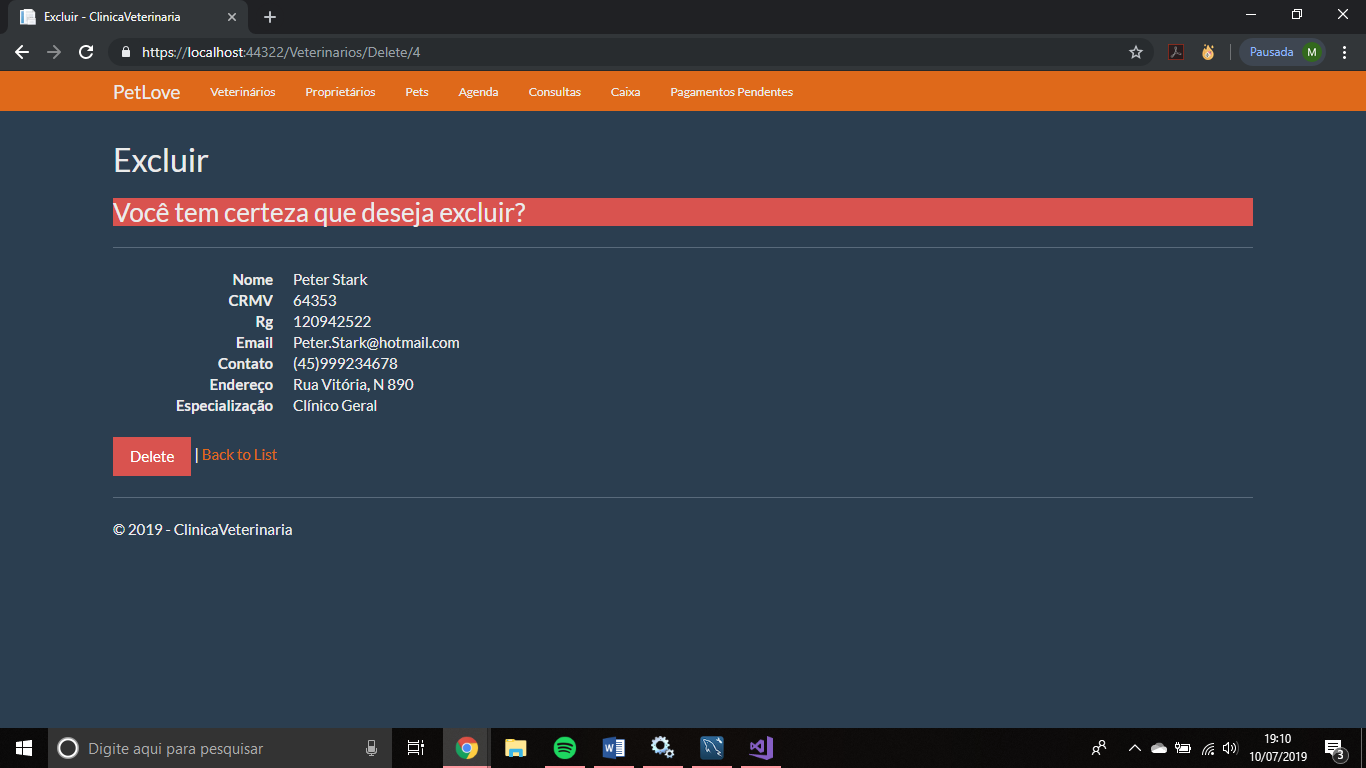 Excluir - ClinicaVeterinaria
https://localhost:44322/Veterinarios/Delete/4
Pausada M
PetLove Veterinários Proprietários Pets Agenda Consultas Caixa Pagamentos Pendentes
Excluir
Você tem certeza que deseja excluir?
Nome Peter Stark
CRMV 64353
Rg 120942522
Email Peter.Stark@hotmail.com
Contato (45)999234678
Endereço Rua Vitória, N 890
Especialização Clínico Geral
Delete | Back to List
© 2019 - ClinicaVeterinaria
Digite aqui para pesquisar
19:10
10/07/2019
3